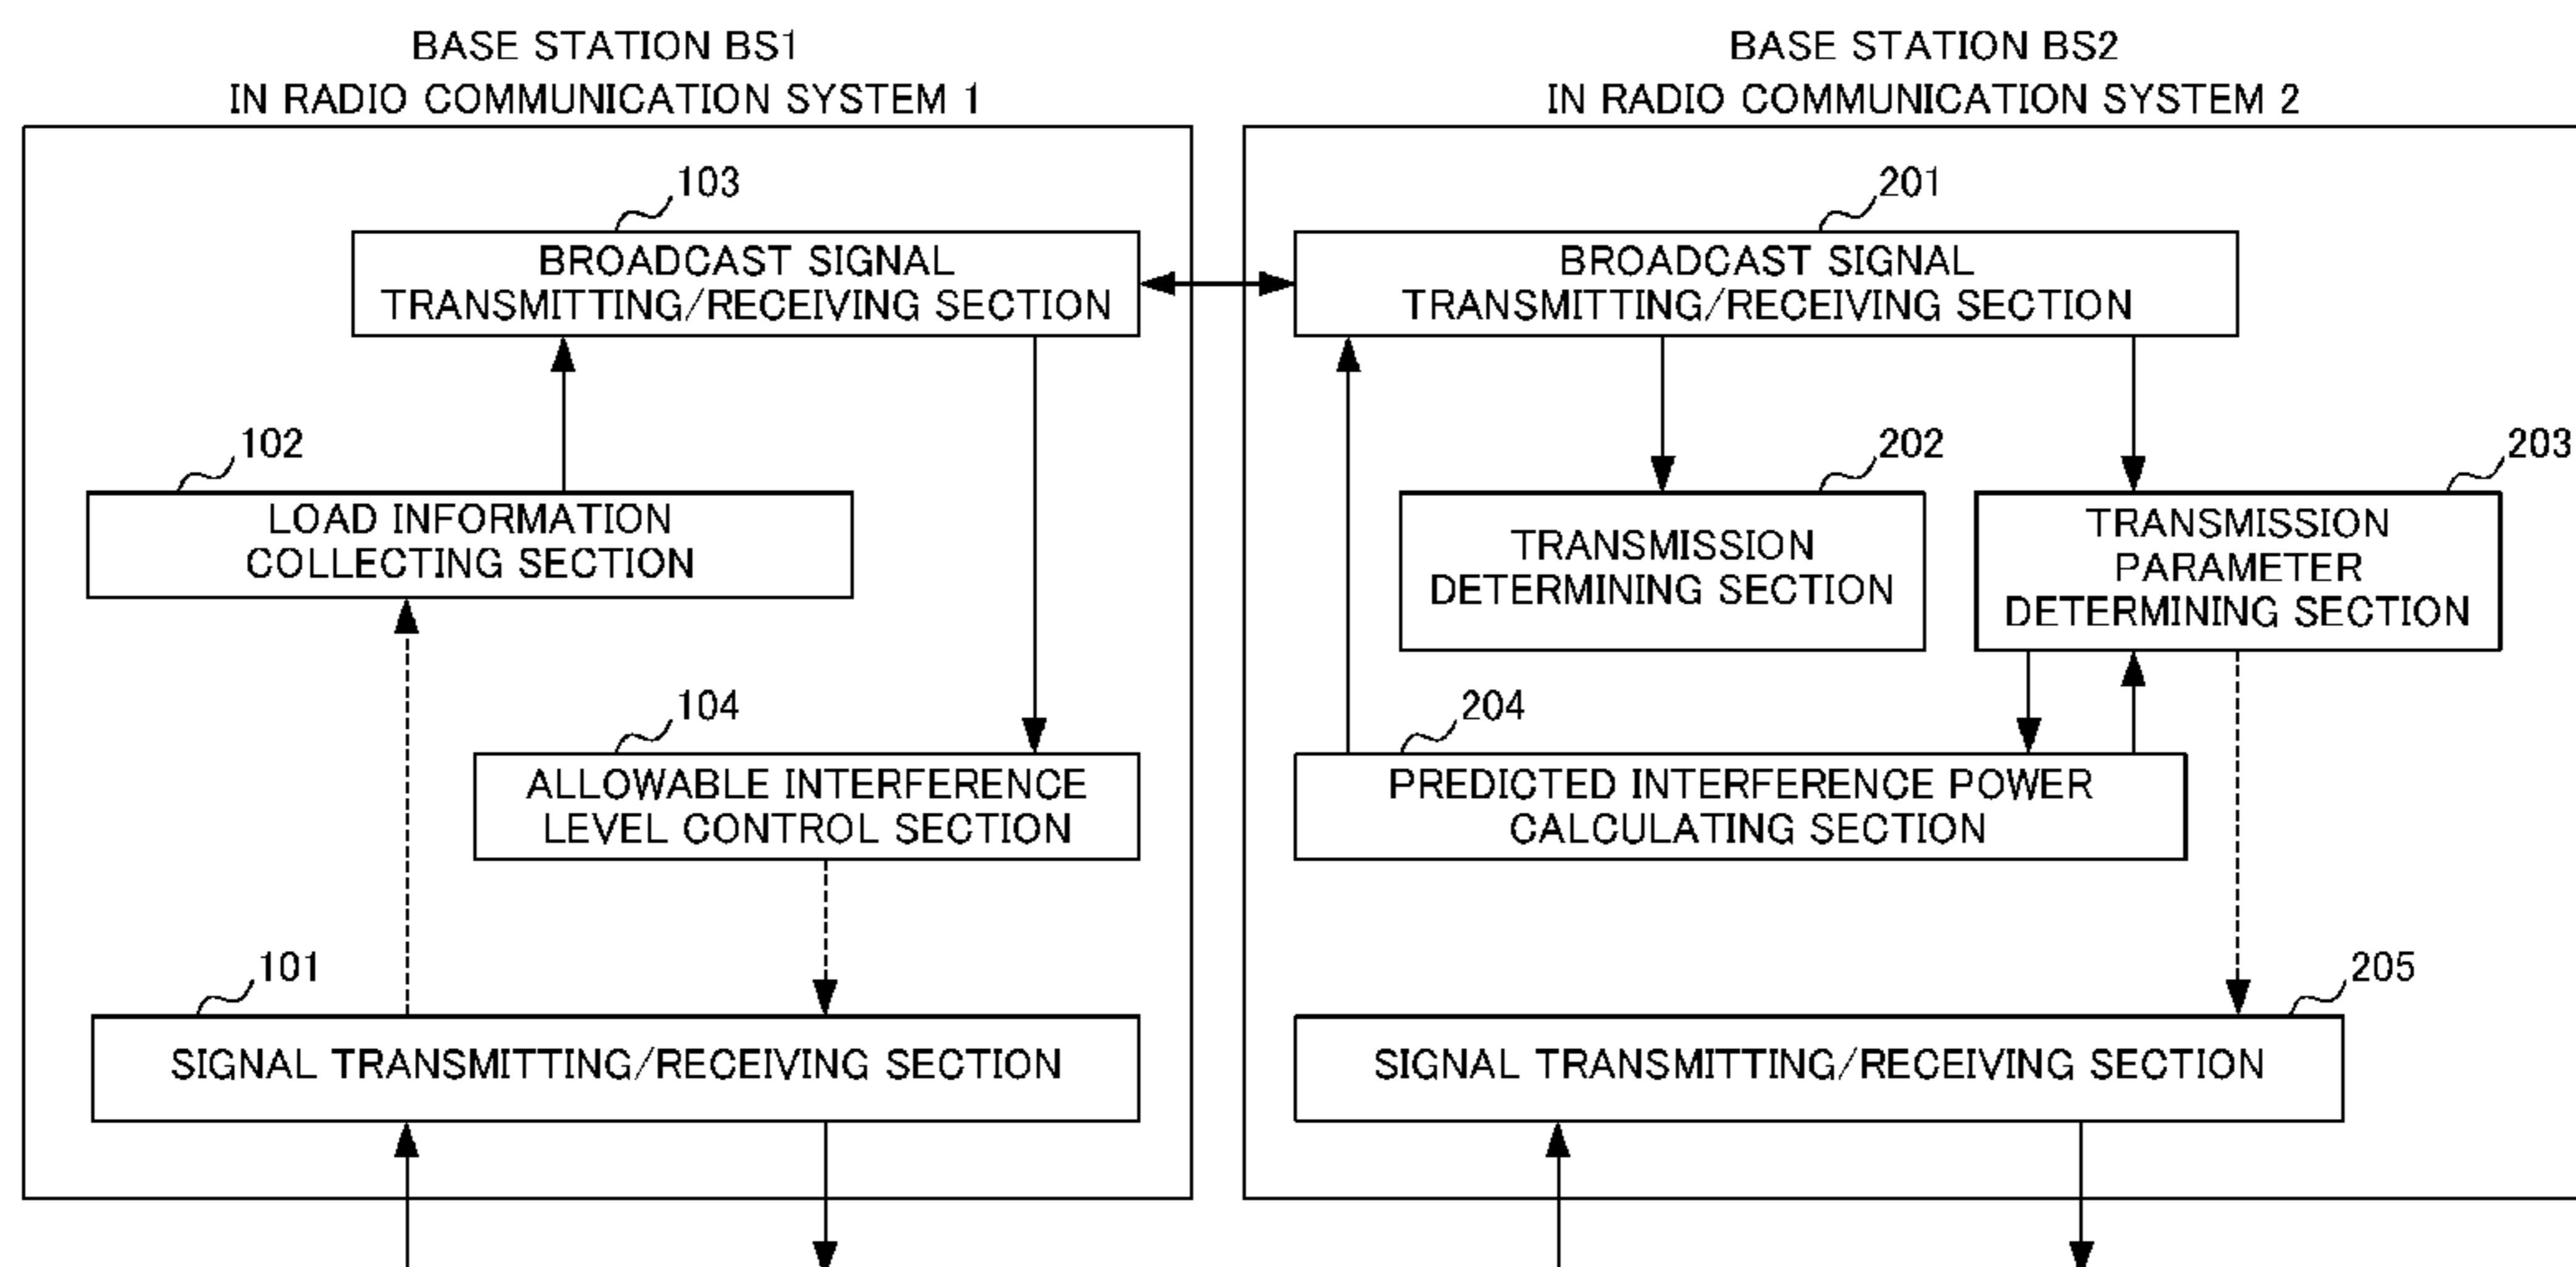 BASE STATION BS1
IN RADIO COMMUNICATION SYSTEM 1
BASE STATION BS2
IN RADIO COMMUNICATION SYSTEM 2
103
BROADCAST SIGNAL
TRANSMITTING/RECEIVING SECTION
102
LOAD INFORMATION
COLLECTING SECTION
104
ALLOWABLE INTERFERENCE
LEVEL CONTROL SECTION
101
SIGNAL TRANSMITTING/RECEIVING SECTION
201
BROADCAST SIGNAL
TRANSMITTING/RECEIVING SECTION
202
TRANSMISSION
DETERMINING SECTION
203
TRANSMISSION
PARAMETER
DETERMINING SECTION
204
PREDICTED INTERFERENCE POWER
CALCULATING SECTION
205
SIGNAL TRANSMITTING/RECEIVING SECTION